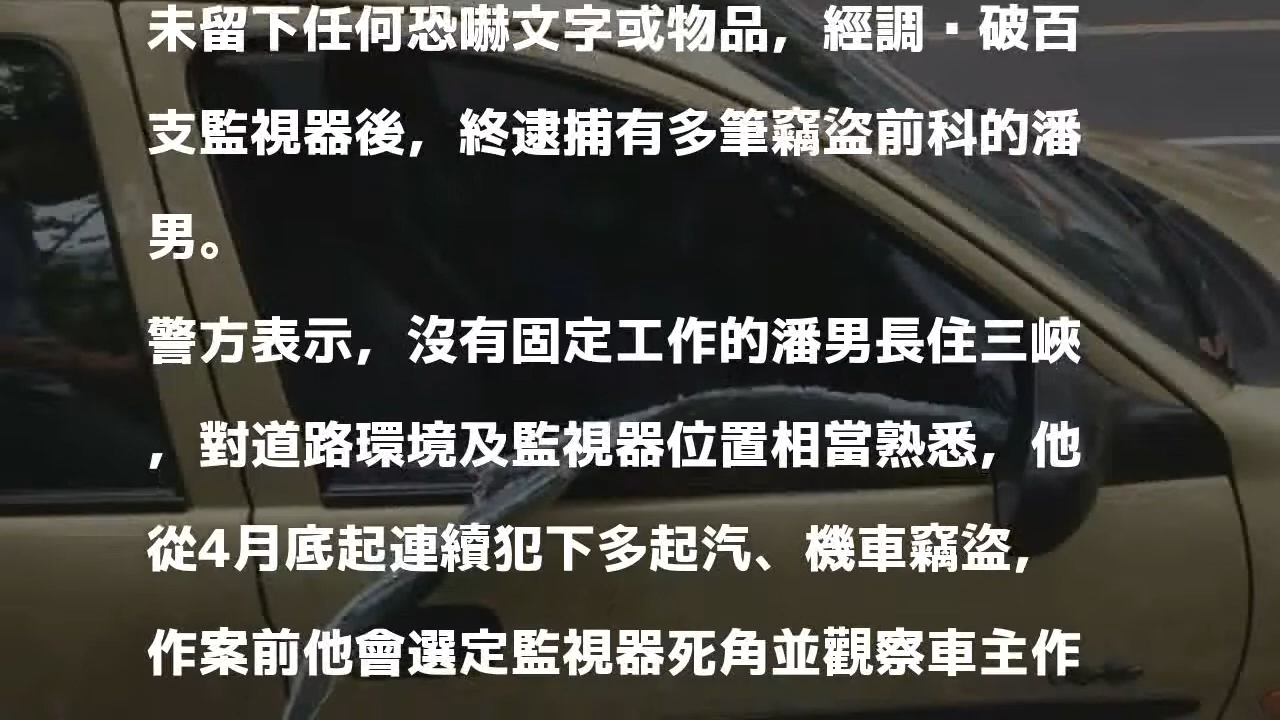 未留下任何恐嚇文字或物品，經調·破百
支監視器後，終逮捕有多筆竊盜前科的潘
男。
警方表示，沒有固定工作的潘男長住三峽
，對道路環境及監視器位置相當熟悉，他
從4月底起連續犯下多起汽、機車竊盜，
作案前他會選定監視器死角並觀察車主作